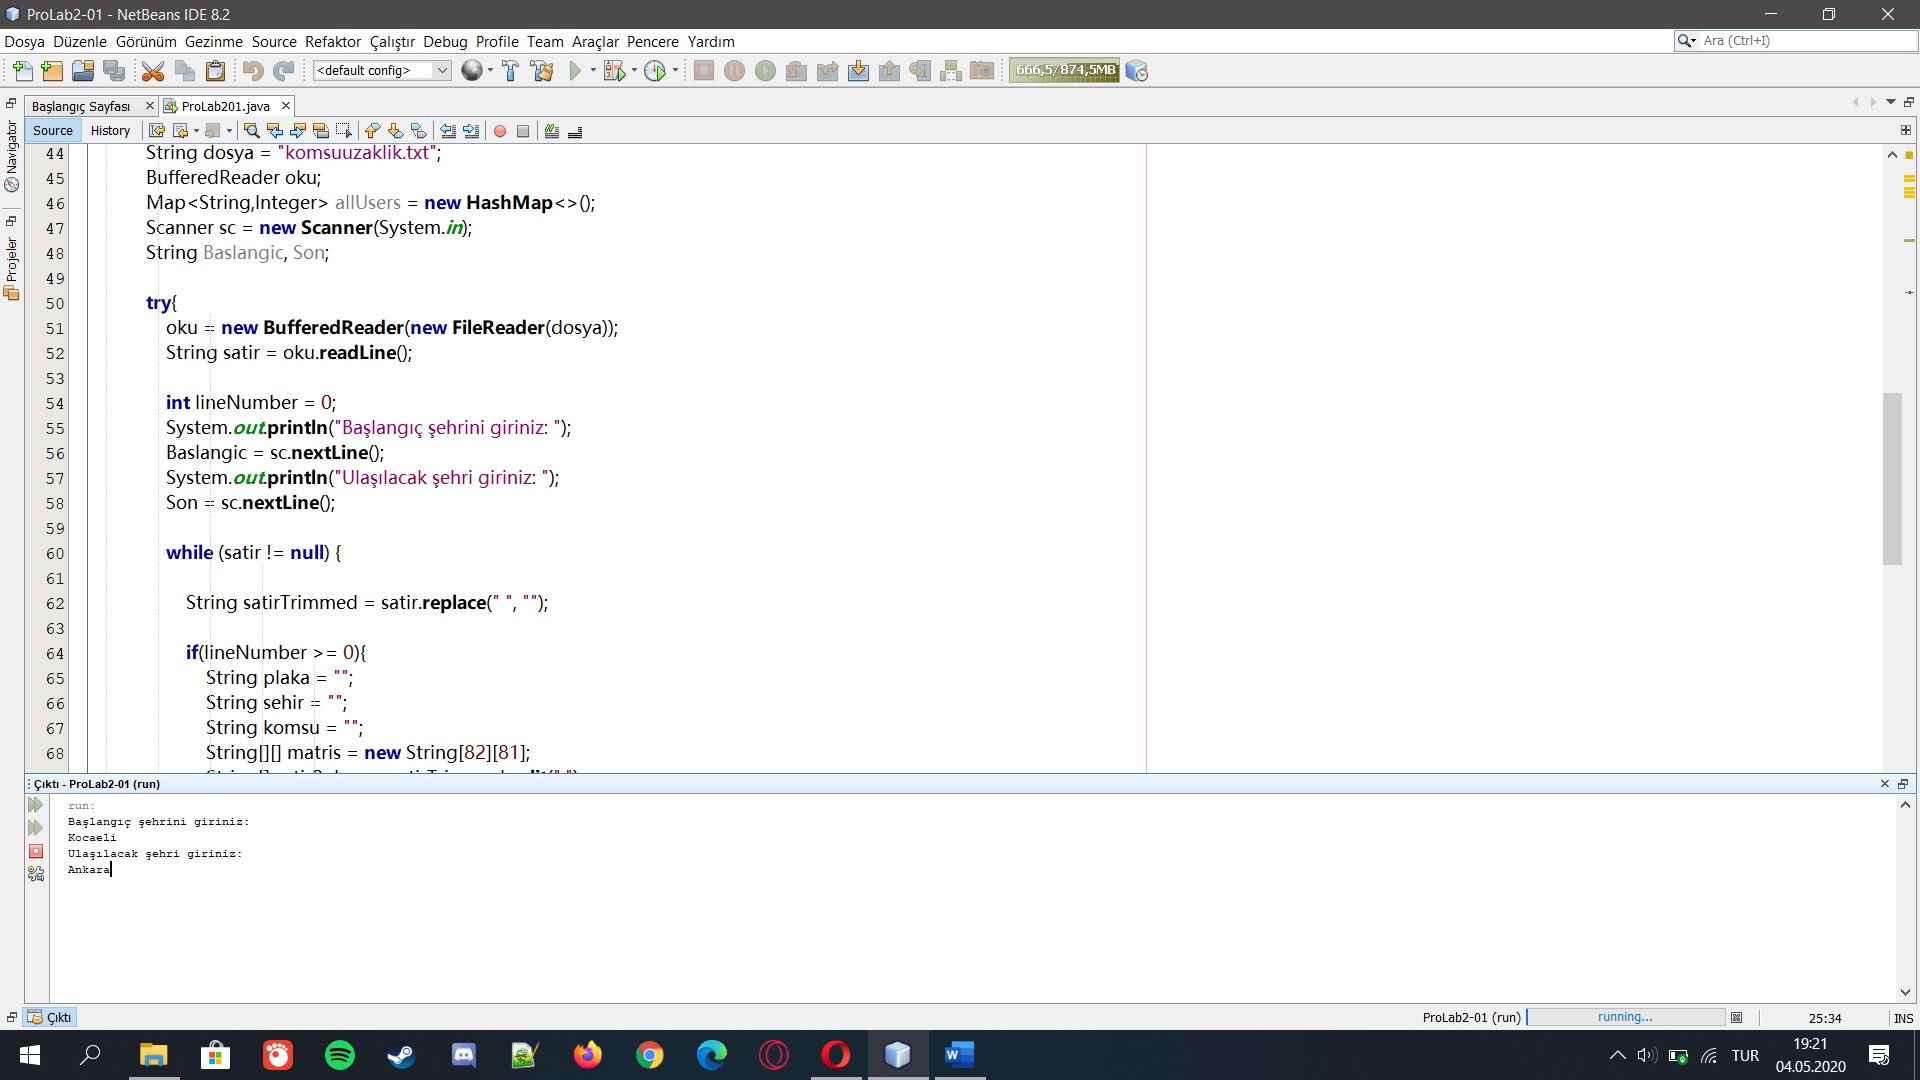 ProLab2-01 - NetBeans IDE 8.2
Dosya Düzenle Görünüm Gezinme Source Refaktor Çalıştır Debug Profile Team Araçlar Pencere Yardım
Ara (Ctrl+I)
<default config>
666,5/874,5MB
Başlangıç Sayfası
ProLab201.java
Source History
Navigator
Projeler
44 String dosya = "komsuuzaklik.txt";
45 BufferedReader oku;
46 Map<String,Integer> allUsers = new HashMap<>();
47 Scanner sc = new Scanner(System.in);
48 String Baslangic, Son;
49
50 try{
51 oku = new BufferedReader(new FileReader(dosya));
52 String satir = oku.readLine();
53
54 int lineNumber = 0;
55 System.out.println("Başlangıç şehrini giriniz: ");
56 Baslangic = sc.nextLine();
57 System.out.println("Ulaşılacak şehri giriniz: ");
58 Son = sc.nextLine();
59
60 while (satir != null) {
61
62 String satirTrimmed = satir.replace(" ", "");
63
64 if(lineNumber >= 0){
65 String plaka = "";
66 String sehir = "";
67 String komsu = "";
68 String[][] matris = new String[82][81];
Çıktı - ProLab2-01 (run)
run:
Başlangıç şehrini giriniz:
Kocaeli
Ulaşılacak şehri giriniz:
Ankara
Çıktı
ProLab2-01 (run)
running...
25:34
INS
TUR
19:21
04.05.2020